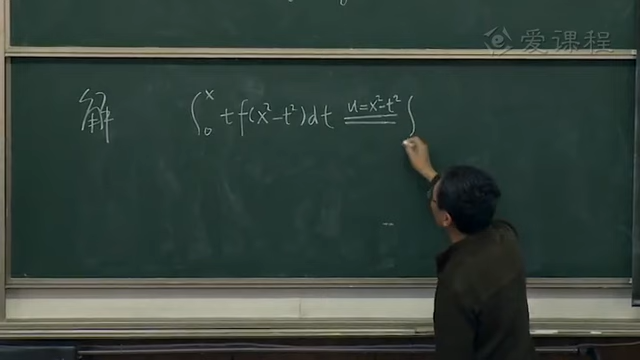 爱课程
解 ∫₀ˣ t f(x²-t²)dt u=x²-t² ∫